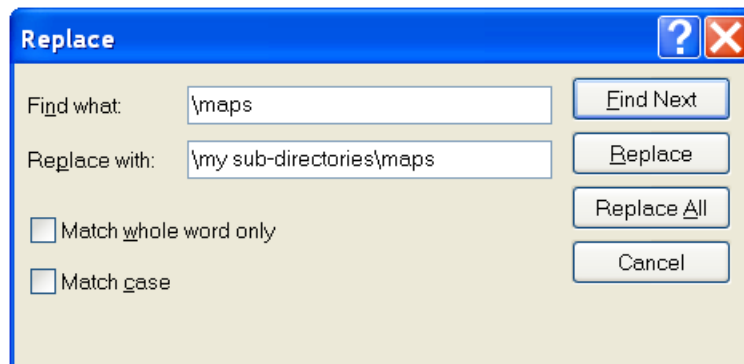 Replace
Find what: \maps Find Next
Replace with: \my sub-directories\maps Replace
Replace All
Match whole word only
Cancel
Match case